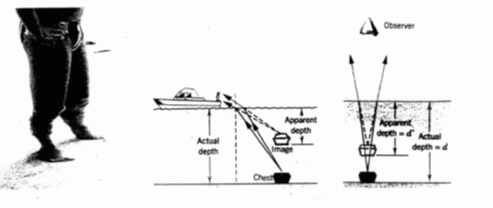 Observer
Apparent
depth
Actual
depth
Image
Chest
Apparent
depth = d'
Actual
depth = d